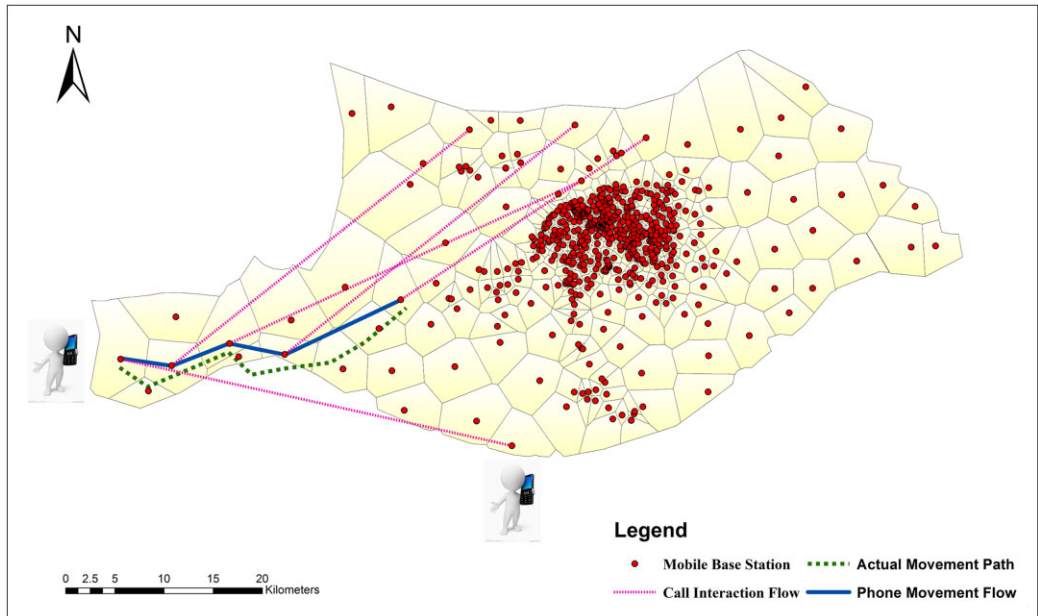 N
Legend
Mobile Base Station
Actual Movement Path
Call Interaction Flow
Phone Movement Flow
0 2.5 5 10 15 20
Kilometers